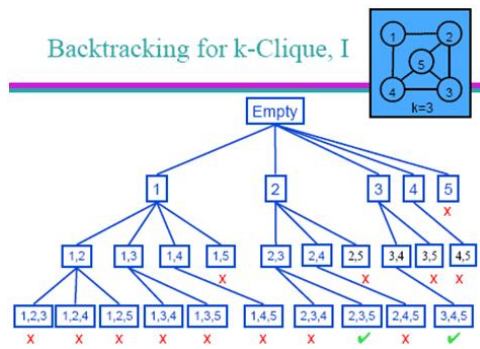 Backtracking for k-Clique, I
1 2
5
4 3
k=3
Empty
1 2 3 4 5
x
1,2 1,3 1,4 1,5 2,3 2,4 2,5 3,4 3,5 4,5
x x x x
1,2,3 1,2,4 1,2,5 1,3,4 1,3,5 1,4,5 2,3,4 2,3,5 2,4,5 3,4,5
x x x x x x x ✓ x ✓